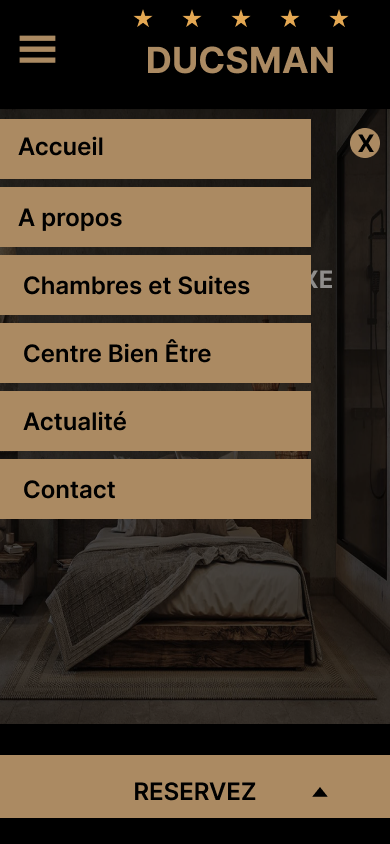 DUCSMAN
Accueil
X
A propos
Chambres et Suites
XE
Centre Bien Être
Actualité
Contact
RESERVEZ